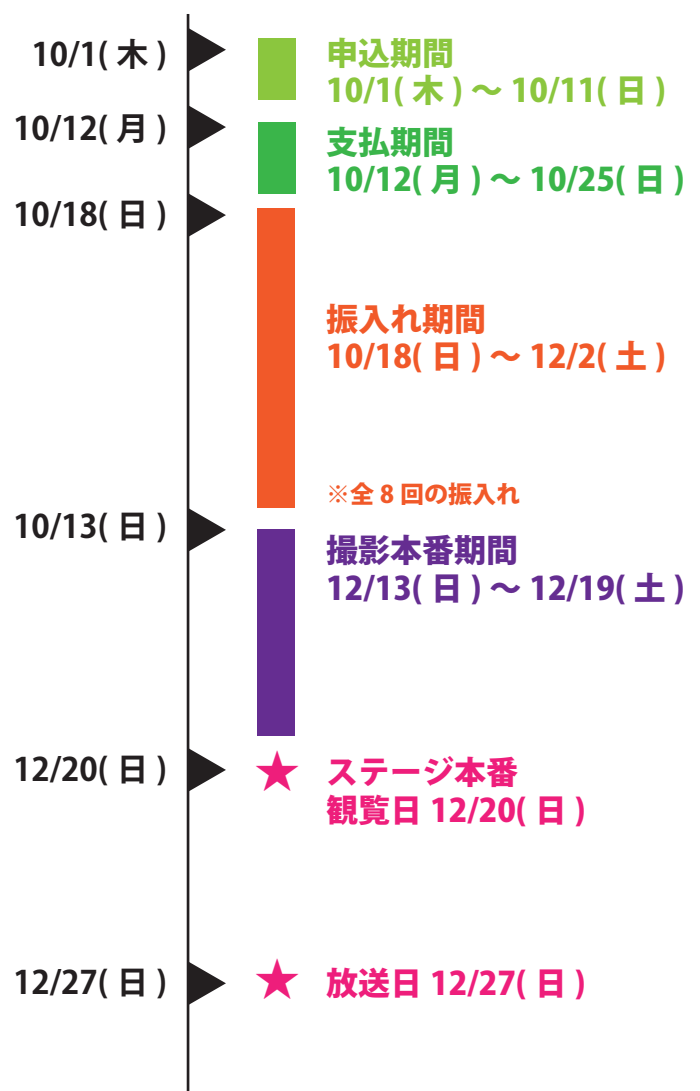 10/1( 木 )
申込期間
10/1( 木 ) ～ 10/11( 日 )
10/12( 月 )
支払期間
10/12( 月 ) ～ 10/25( 日 )
10/18( 日 )
振入れ期間
10/18( 日 ) ～ 12/2( 土 )
※全 8 回の振入れ
10/13( 日 )
撮影本番期間
12/13( 日 ) ～ 12/19( 土 )
12/20( 日 )
ステージ本番
観覧日 12/20( 日 )
12/27( 日 )
放送日 12/27( 日 )